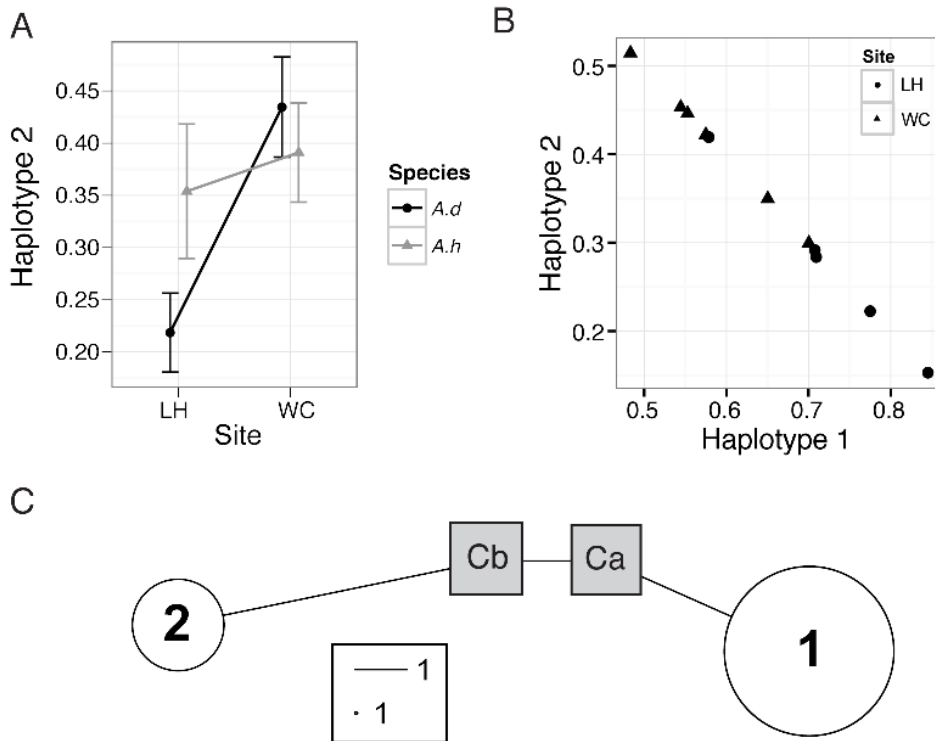 A
Haplotype 2
0.45
0.40
0.35
0.30
0.25
0.20
LH
WC
Site
Species
A.d
A.h
B
Haplotype 2
0.5
0.4
0.3
0.2
0.5
0.6
0.7
0.8
Haplotype 1
Site
LH
WC
C
2
Cb
Ca
1
1
1